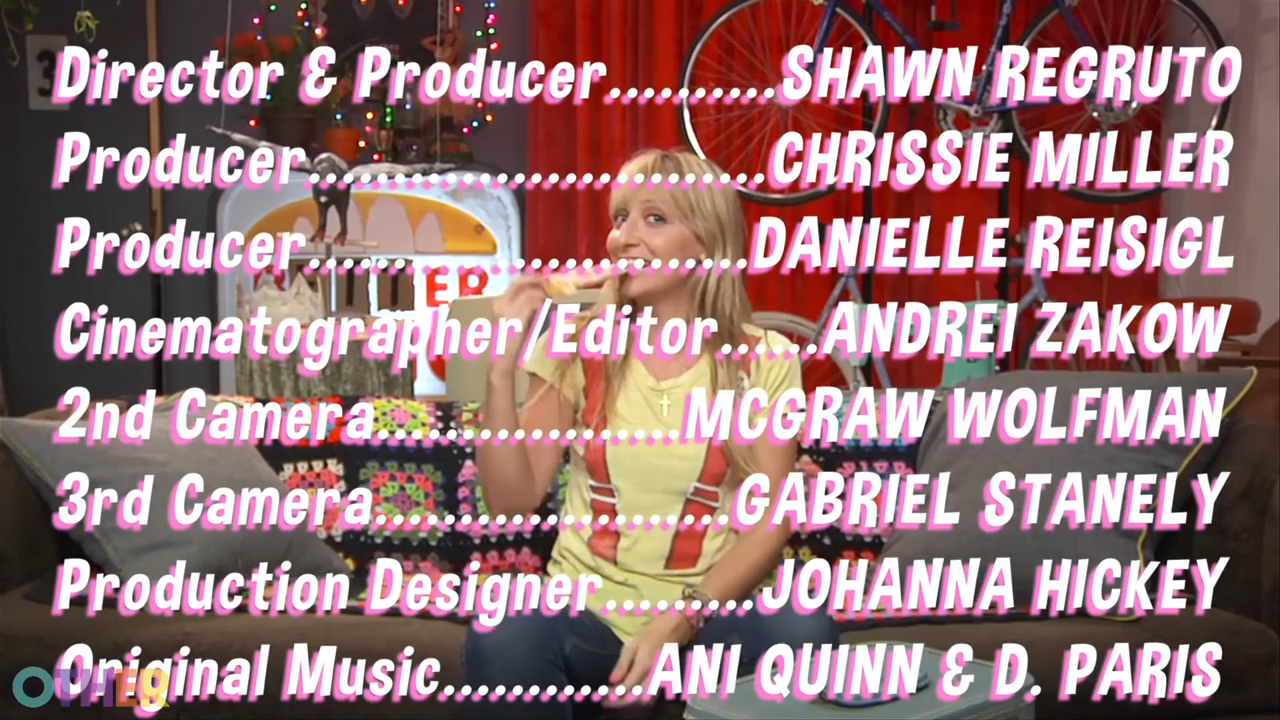 Director & Producer..........SHAWN REGRUTO
Producer...........................CHRISSIE MILLER
Producer..........................DANIELLE REISIGL
Cinematographer/Editor......ANDREI ZAKOW
2nd Camera..................MCGRAW WOLFMAN
3rd Camera.....................GABRIEL STANELY
Production Designer.........JOHANNA HICKEY
Original Music............ANI QUINN & D. PARIS
OTHER